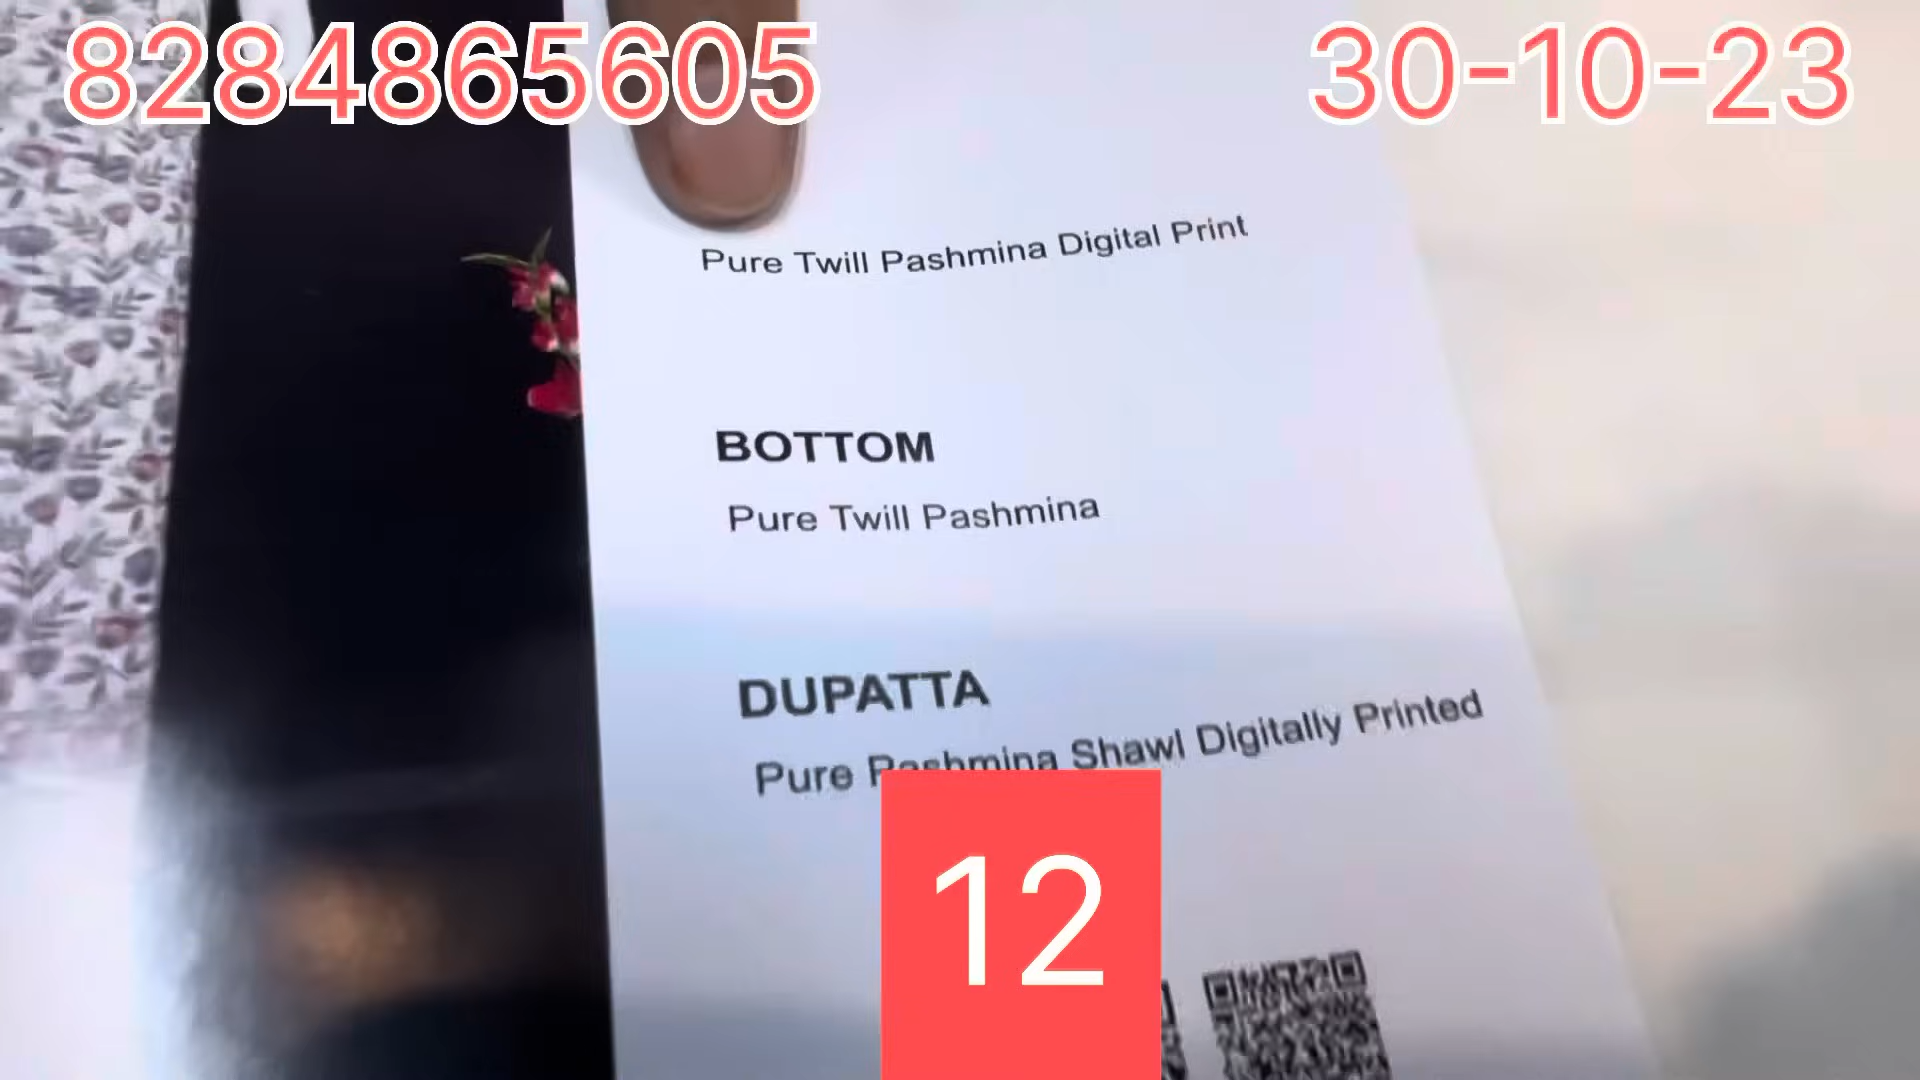 8284865605
30-10-23
Pure Twill Pashmina Digital Print
BOTTOM
Pure Twill Pashmina
DUPATTA
Pure Pashmina Shawl Digitally Printed
12